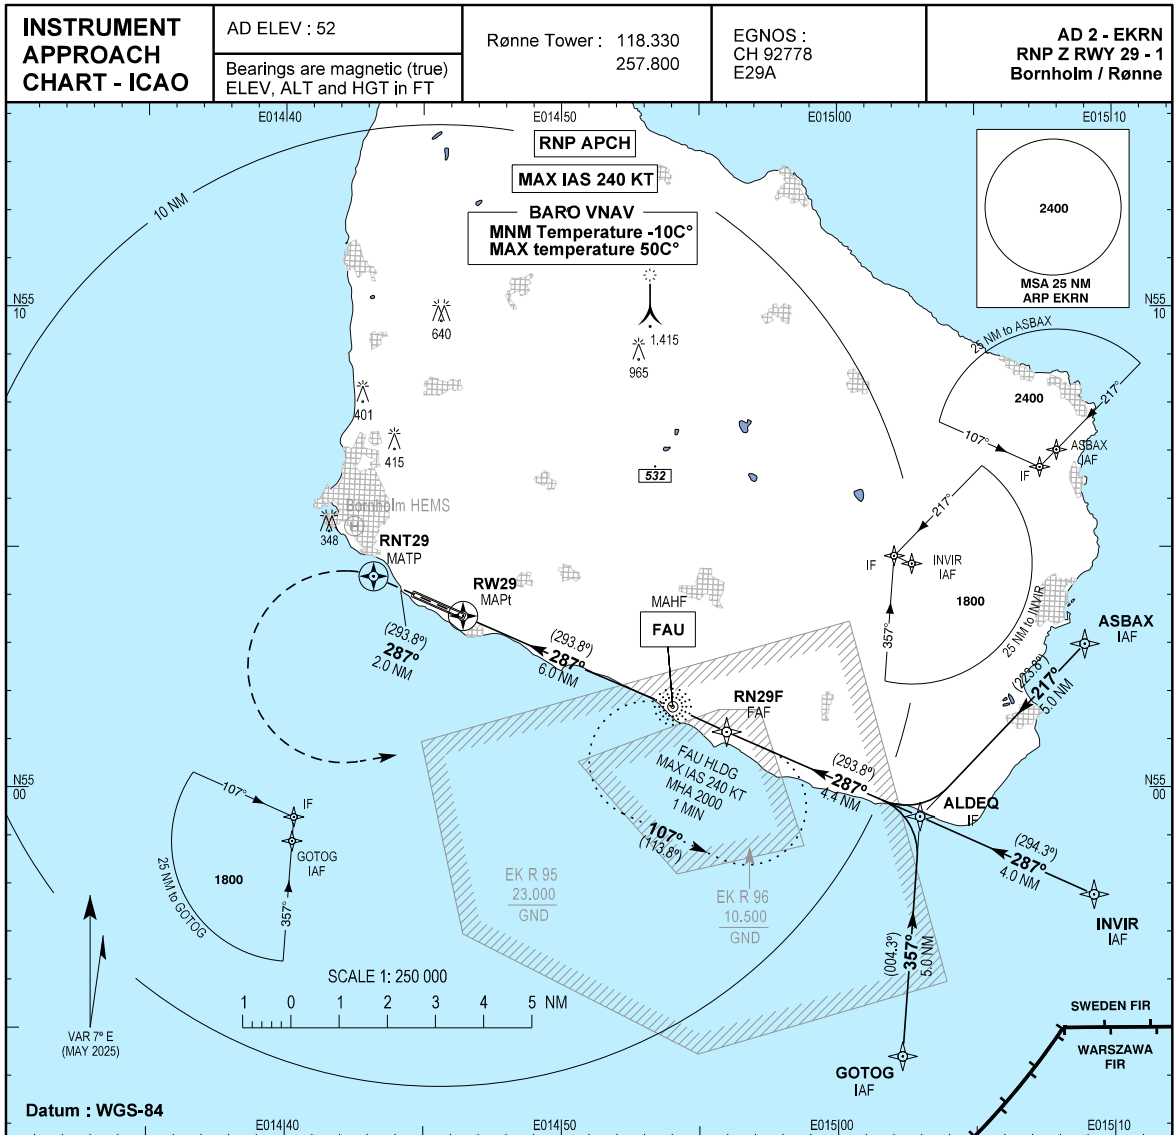 INSTRUMENT
APPROACH
CHART - ICAO
AD ELEV : 52
Bearings are magnetic (true)
ELEV, ALT and HGT in FT
Rønne Tower : 118.330
257.800
EGNOS :
CH 92778
E29A
AD 2 - EKRN
RNP Z RWY 29 - 1
Bornholm / Rønne
E014|40
E014|50
E015|00
E015|10
10 NM
RNP APCH
MAX IAS 240 KT
BARO VNAV
MNM Temperature -10C°
MAX temperature 50C°
2400
MSA 25 NM
ARP EKRN
N55
10
N55
10
640
1.415
965
401
415
532
25 NM to ASBAX
2400
217°
107°
ASBAX
IAF
IF
Bornholm HEMS
348
RNT29
MATP
RW29
MAPt
217°
IF
INVIR
IAF
1800
357°
25 NM to INVIR
MAHF
FAU
ASBAX
IAF
(293.8°)
287°
2.0 NM
(293.8°)
287°
6.0 NM
(223.8°)
217°
5.0 NM
RN29F
FAF
FAU HLDG
MAX IAS 240 KT
MHA 2000
1 MIN
107°
(113.8°)
(293.8°)
287°
4.4 NM
N55
00
N55
00
ALDEQ
IF
(294.3°)
287°
4.0 NM
107°
IF
GOTOG
IAF
1800
357°
25 NM to GOTOG
EK R 95
23.000
GND
EK R 96
10.500
GND
INVIR
IAF
(004.3°)
357°
5.0 NM
SCALE 1: 250 000
1 0 1 2 3 4 5 NM
VAR 7° E
(MAY 2025)
SWEDEN FIR
WARSZAWA
FIR
GOTOG
IAF
Datum : WGS-84
E014|40
E014|50
E015|00
E015|10